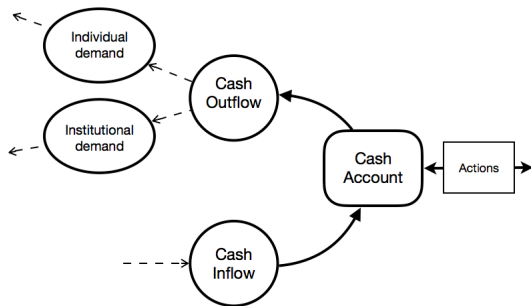 Individual
demand
Cash
Outflow
Institutional
demand
Cash
Account
Actions
Cash
Inflow